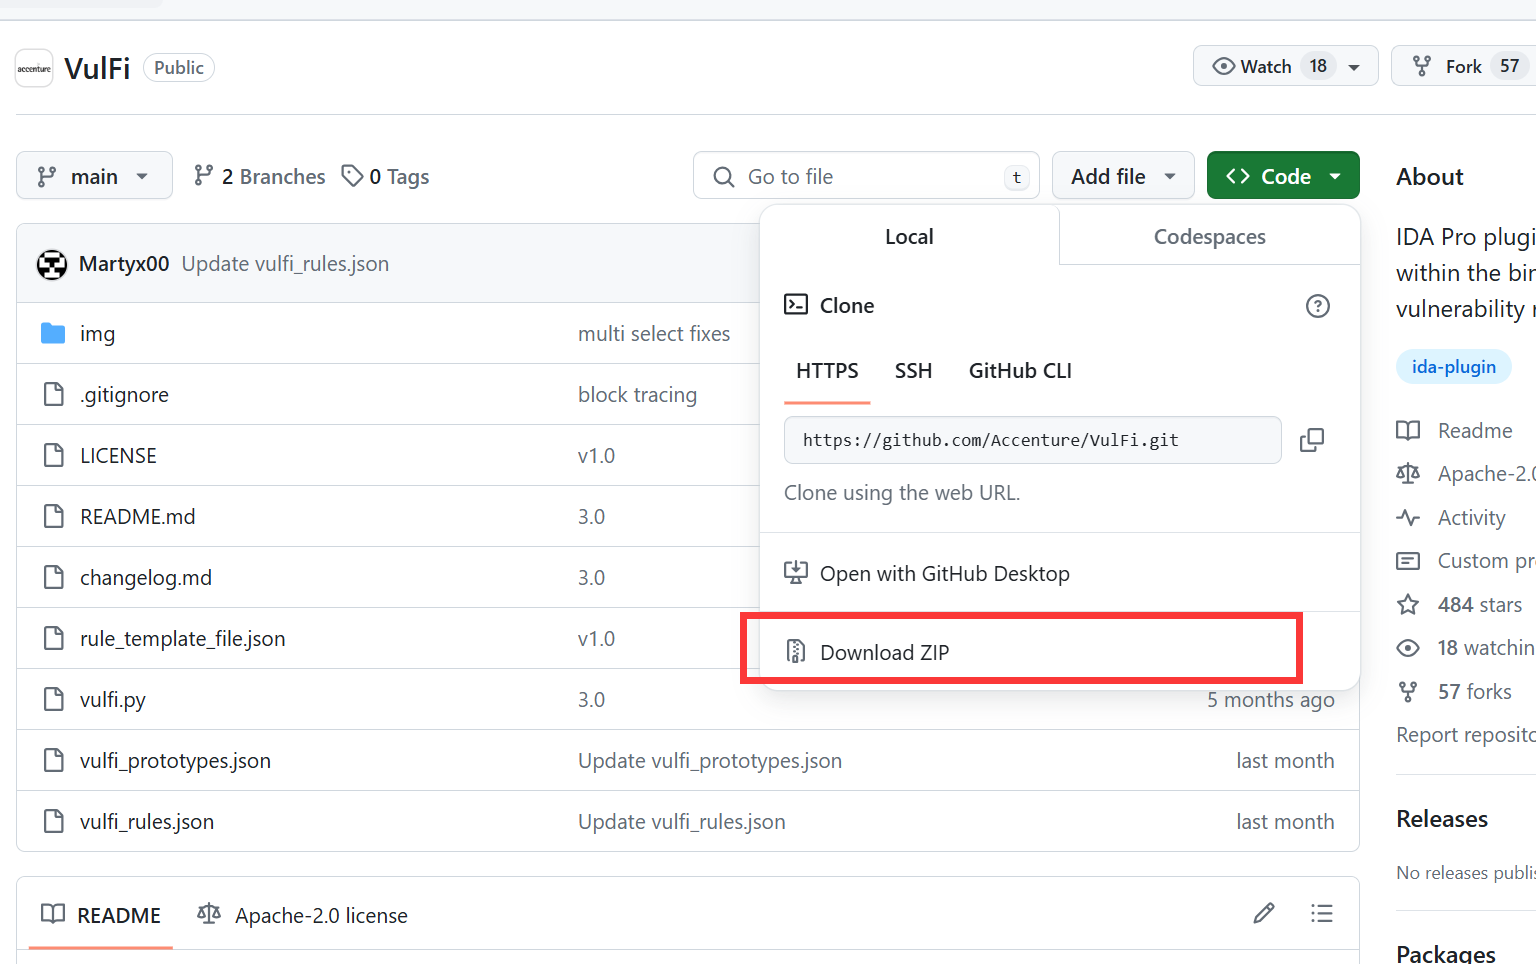 accenture VulFi Public Watch 18 Fork 57
main 2 Branches 0 Tags Go to file t Add file Code
Martyx00 Update vulfi_rules.json
img multi select fixes
.gitignore block tracing
LICENSE v1.0
README.md 3.0
changelog.md 3.0
rule_template_file.json v1.0
vulfi.py 3.0 5 months ago
vulfi_prototypes.json Update vulfi_prototypes.json last month
vulfi_rules.json Update vulfi_rules.json last month
Local Codespaces
Clone
HTTPS SSH GitHub CLI
https://github.com/Accenture/VulFi.git
Clone using the web URL.
Open with GitHub Desktop
Download ZIP
README Apache-2.0 license
About
IDA Pro plugi
within the bin
vulnerability r
ida-plugin
Readme
Apache-2.0
Activity
Custom pro
484 stars
18 watchin
57 forks
Report reposito
Releases
No releases publis
Packages